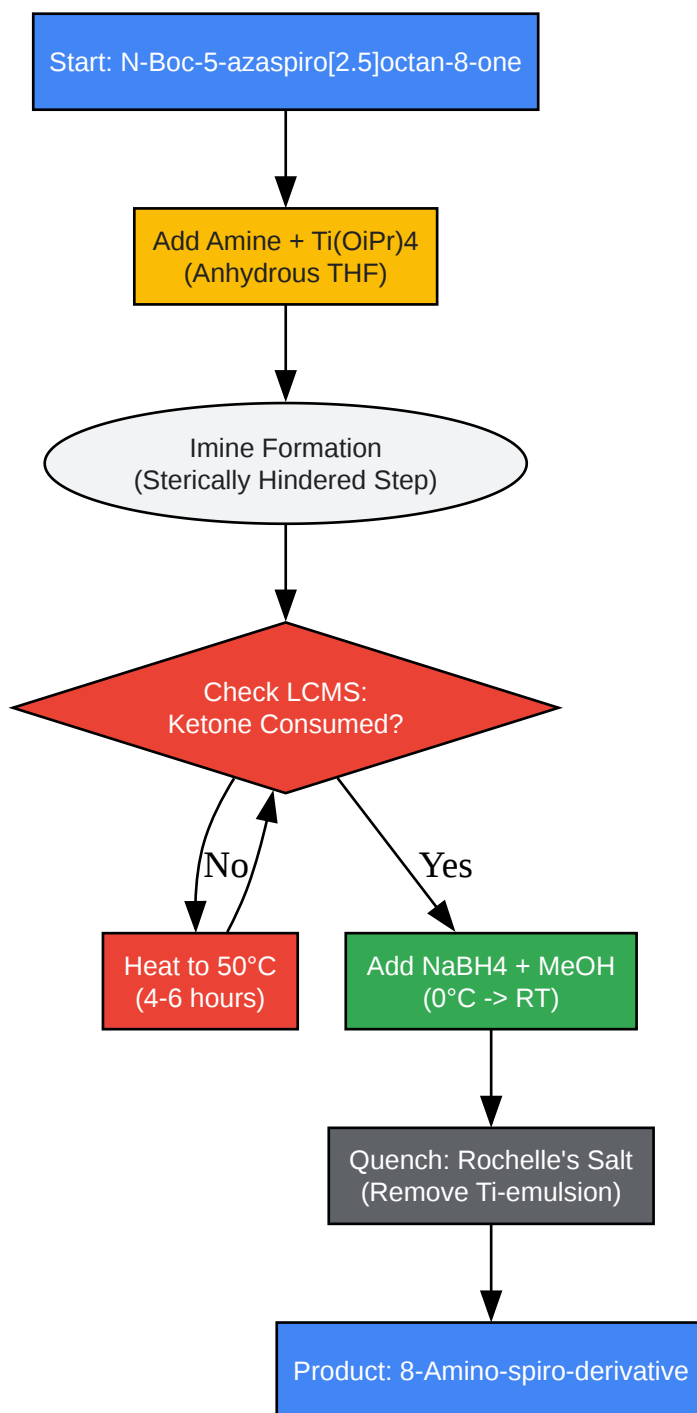 Start: N-Boc-5-azaspiro[2.5]octan-8-one
Add Amine + Ti(OiPr)4
(Anhydrous THF)
Imine Formation
(Sterically Hindered Step)
Check LCMS:
Ketone Consumed?
No
Yes
Heat to 50°C
(4-6 hours)
Add NaBH4 + MeOH
(0°C -> RT)
Quench: Rochelle's Salt
(Remove Ti-emulsion)
Product: 8-Amino-spiro-derivative